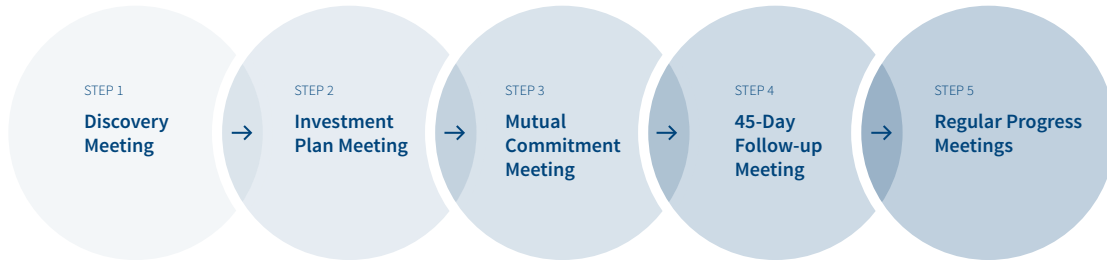 STEP 1
Discovery
Meeting
STEP 2
Investment
Plan Meeting
STEP 3
Mutual
Commitment
Meeting
STEP 4
45-Day
Follow-up
Meeting
STEP 5
Regular Progress
Meetings